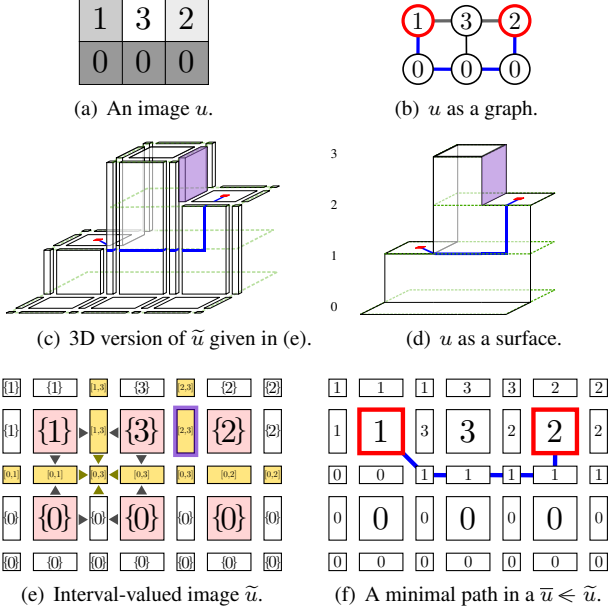 1 3 2
0 0 0
(a) An image u.
1 3 2
0 0 0
(b) u as a graph.
3
2
1
0
(c) 3D version of ũ given in (e).
(d) u as a surface.
{1} {1} [1,3] {3} [2,3] {2} {2}
{1} {1} [1,3] {3} [2,3] {2} {2}
[0,1] [0,1] [0,3] [0,3] [0,3] [0,2] [0,2]
{0} {0} {0} {0} {0} {0} {0}
{0} {0} {0} {0} {0} {0} {0}
(e) Interval-valued image ũ.
1 1 1 3 3 2 2
1 1 3 3 2 2 2
0 0 1 1 1 1 1
0 0 0 0 0 0 0
0 0 0 0 0 0 0
(f) A minimal path in a u̅ ⋲ ũ.